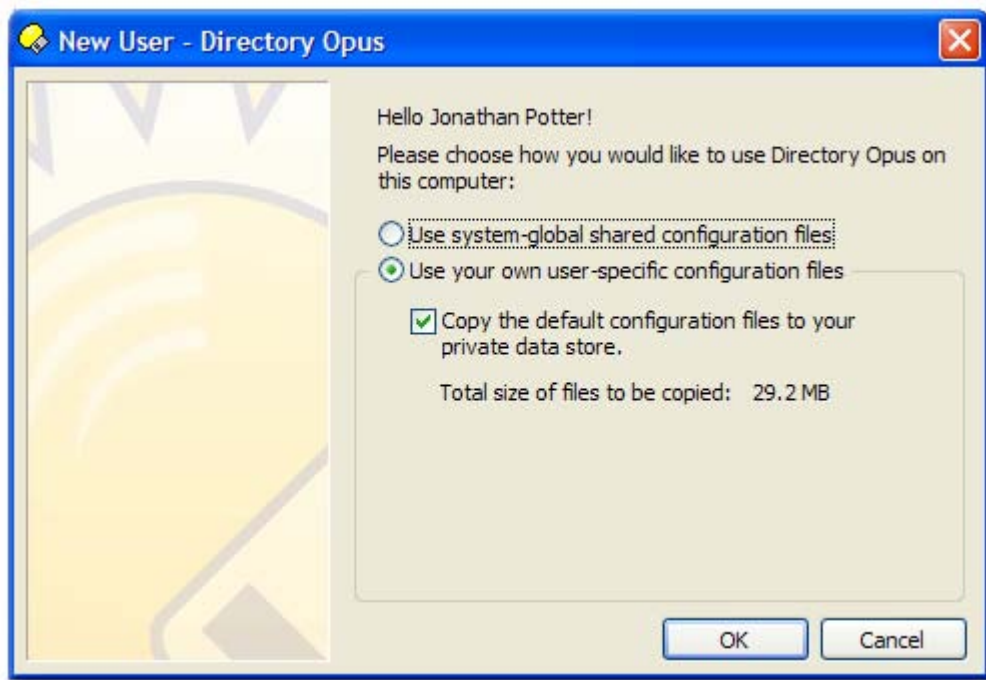 New User - Directory Opus
Hello Jonathan Potter!
Please choose how you would like to use Directory Opus on
this computer:
Use system-global shared configuration files
Use your own user-specific configuration files
Copy the default configuration files to your
private data store.
Total size of files to be copied: 29.2 MB
OK Cancel